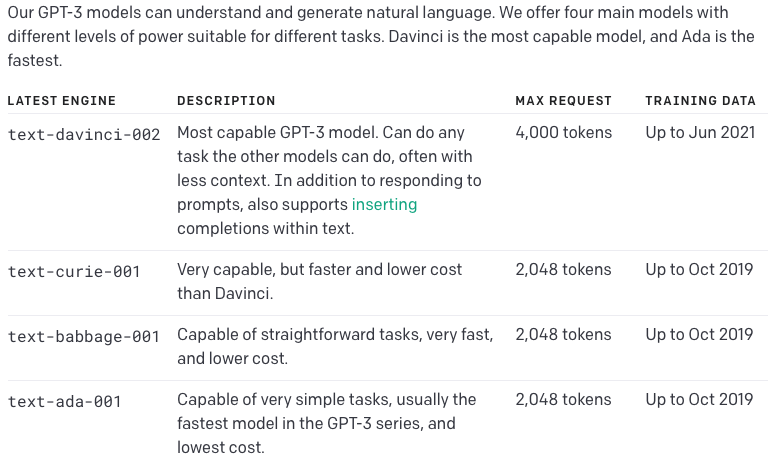 Our GPT-3 models can understand and generate natural language. We offer four main models with
different levels of power suitable for different tasks. Davinci is the most capable model, and Ada is the
fastest.
LATEST ENGINE DESCRIPTION MAX REQUEST TRAINING DATA
text-davinci-002 Most capable GPT-3 model. Can do any 4,000 tokens Up to Jun 2021
task the other models can do, often with
less context. In addition to responding to
prompts, also supports inserting
completions within text.
text-curie-001 Very capable, but faster and lower cost 2,048 tokens Up to Oct 2019
than Davinci.
text-babbage-001 Capable of straightforward tasks, very fast, 2,048 tokens Up to Oct 2019
and lower cost.
text-ada-001 Capable of very simple tasks, usually the 2,048 tokens Up to Oct 2019
fastest model in the GPT-3 series, and
lowest cost.